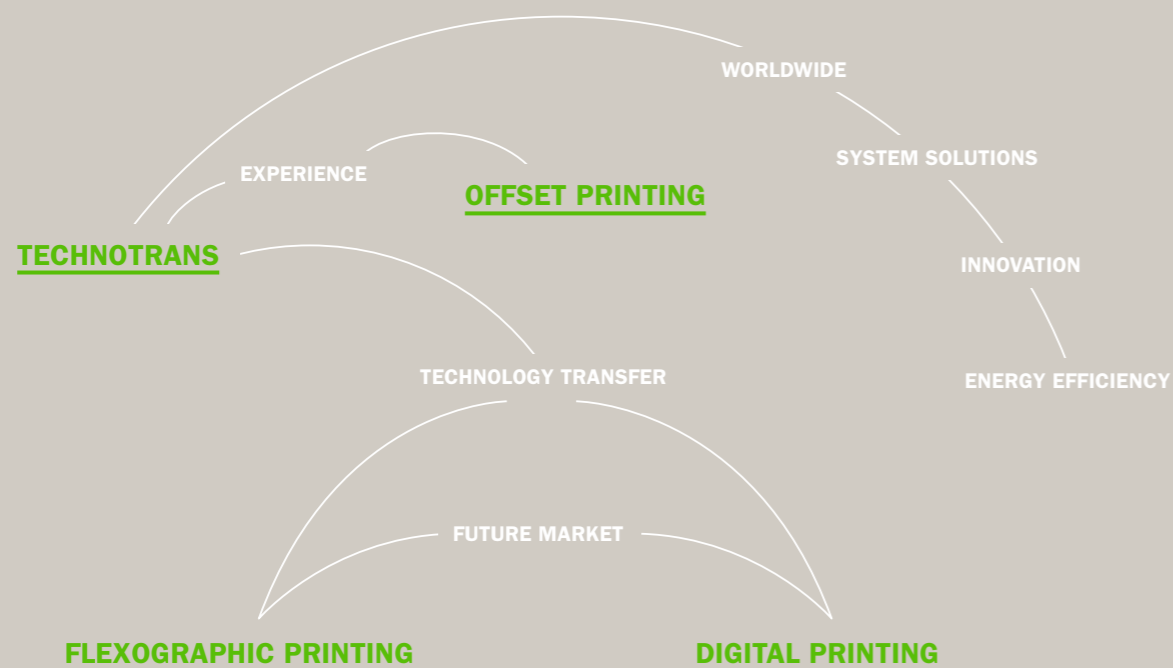 WORLDWIDE
SYSTEM SOLUTIONS
EXPERIENCE
OFFSET PRINTING
TECHNOTRANS
INNOVATION
TECHNOLOGY TRANSFER
ENERGY EFFICIENCY
FUTURE MARKET
FLEXOGRAPHIC PRINTING
DIGITAL PRINTING